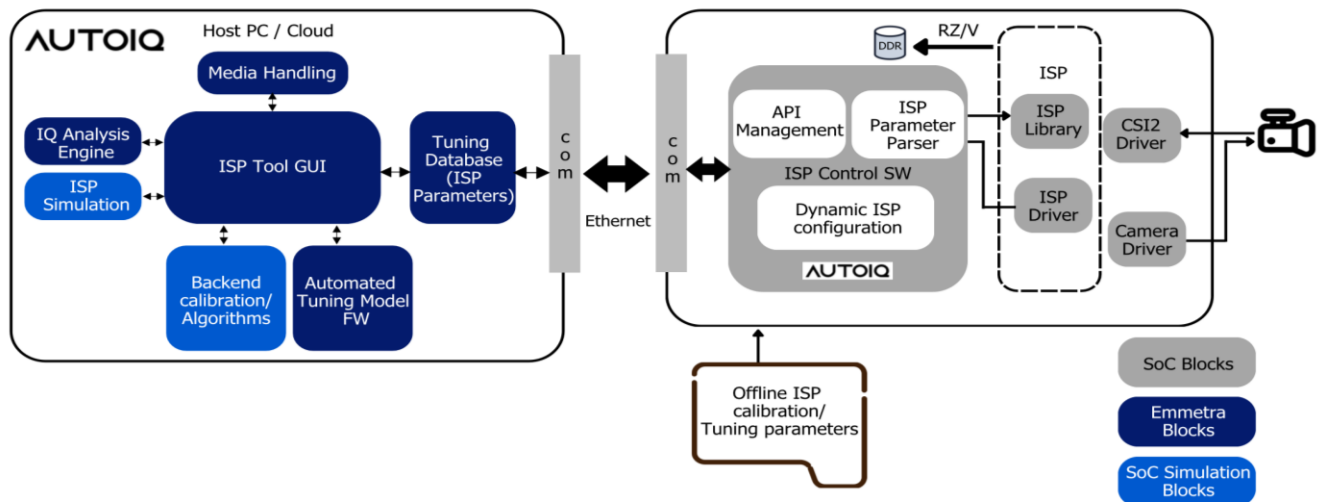 AUTOIQ
Host PC / Cloud
Media Handling
IQ Analysis
Engine
ISP
Simulation
ISP Tool GUI
Tuning
Database
(ISP
Parameters)
Backend
calibration/
Algorithms
Automated
Tuning Model
FW
com
Ethernet
com
DDR
RZ/V
API
Management
ISP
Parameter
Parser
ISP Control SW
Dynamic ISP
configuration
AUTOIQ
ISP
ISP
Library
ISP
Driver
CSI2
Driver
Camera
Driver
Offline ISP
calibration/
Tuning parameters
SoC Blocks
Emmetra
Blocks
SoC Simulation
Blocks